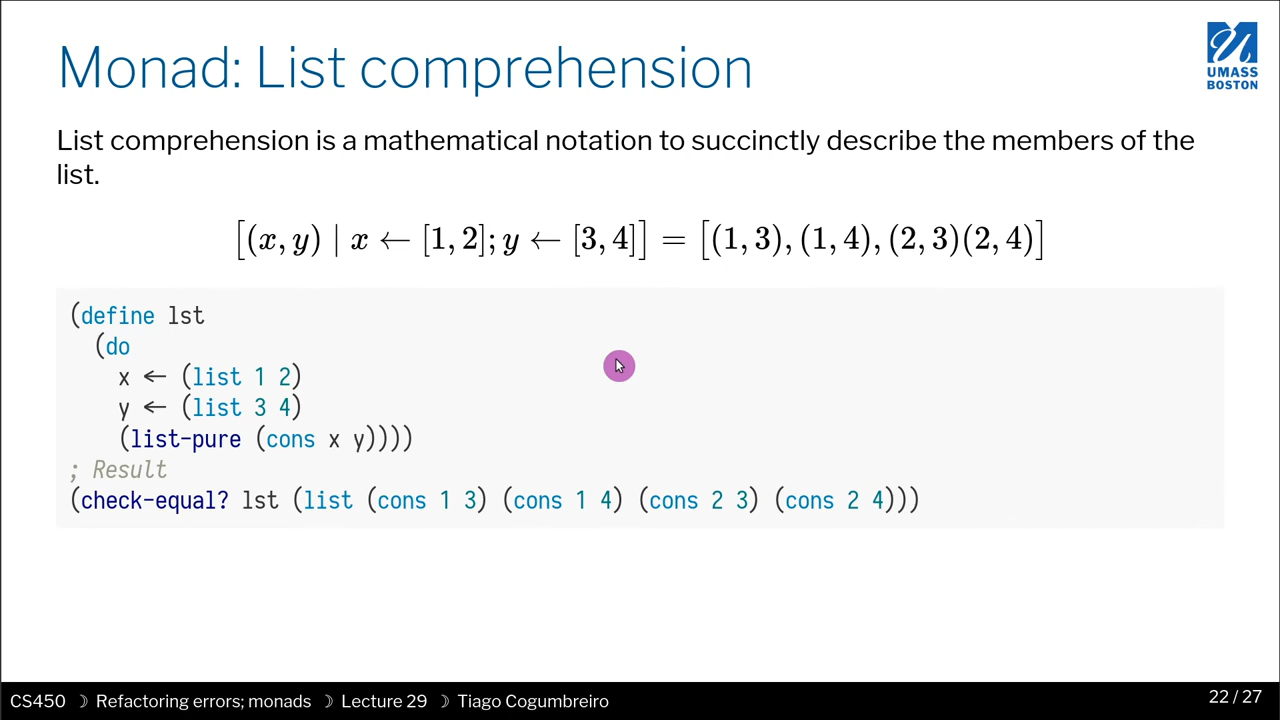 Monad: List comprehension
UMASS
BOSTON
List comprehension is a mathematical notation to succinctly describe the members of the
list.
[(x, y) | x ← [1, 2]; y ← [3, 4]] = [(1, 3), (1, 4), (2, 3)(2, 4)]
(define lst
  (do
    x ← (list 1 2)
    y ← (list 3 4)
    (list-pure (cons x y))))
; Result
(check-equal? lst (list (cons 1 3) (cons 1 4) (cons 2 3) (cons 2 4)))
CS450 ☽ Refactoring errors; monads ☽ Lecture 29 ☽ Tiago Cogumbreiro
22 / 27